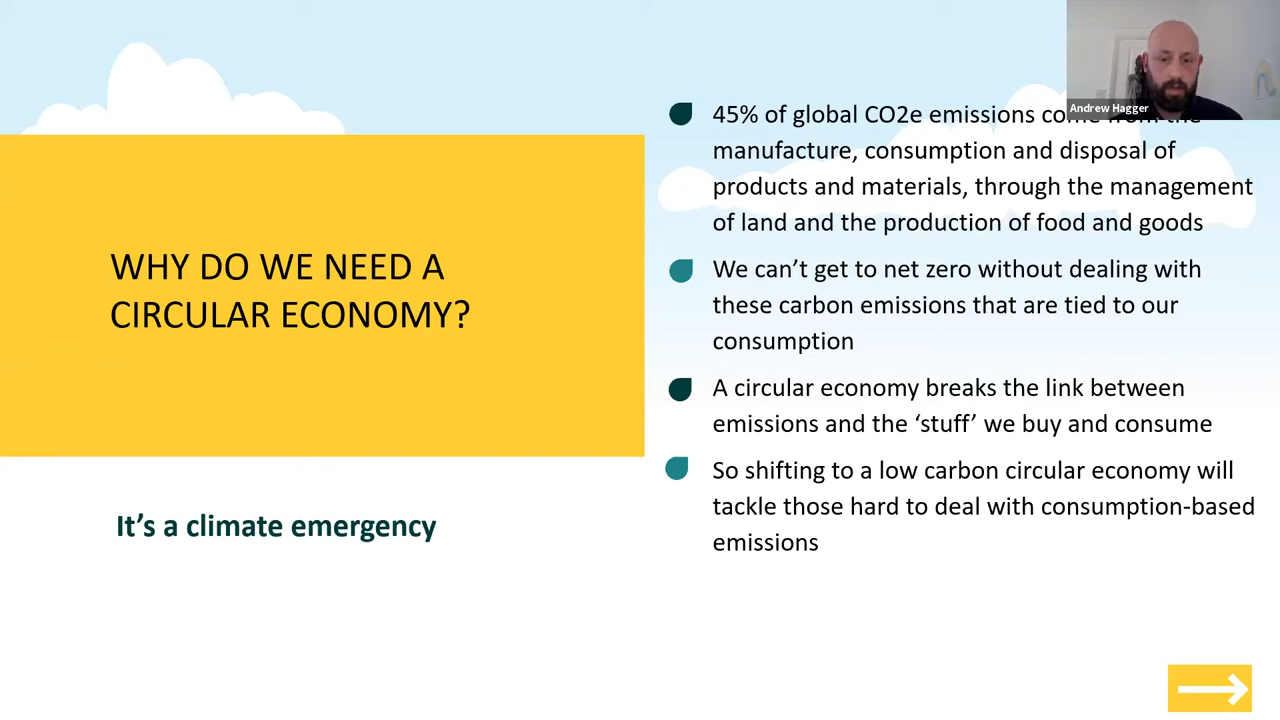 Andrew Hagger
WHY DO WE NEED A
CIRCULAR ECONOMY?
It's a climate emergency
45% of global CO2e emissions come from the
manufacture, consumption and disposal of
products and materials, through the management
of land and the production of food and goods
We can't get to net zero without dealing with
these carbon emissions that are tied to our
consumption
A circular economy breaks the link between
emissions and the 'stuff' we buy and consume
So shifting to a low carbon circular economy will
tackle those hard to deal with consumption-based
emissions